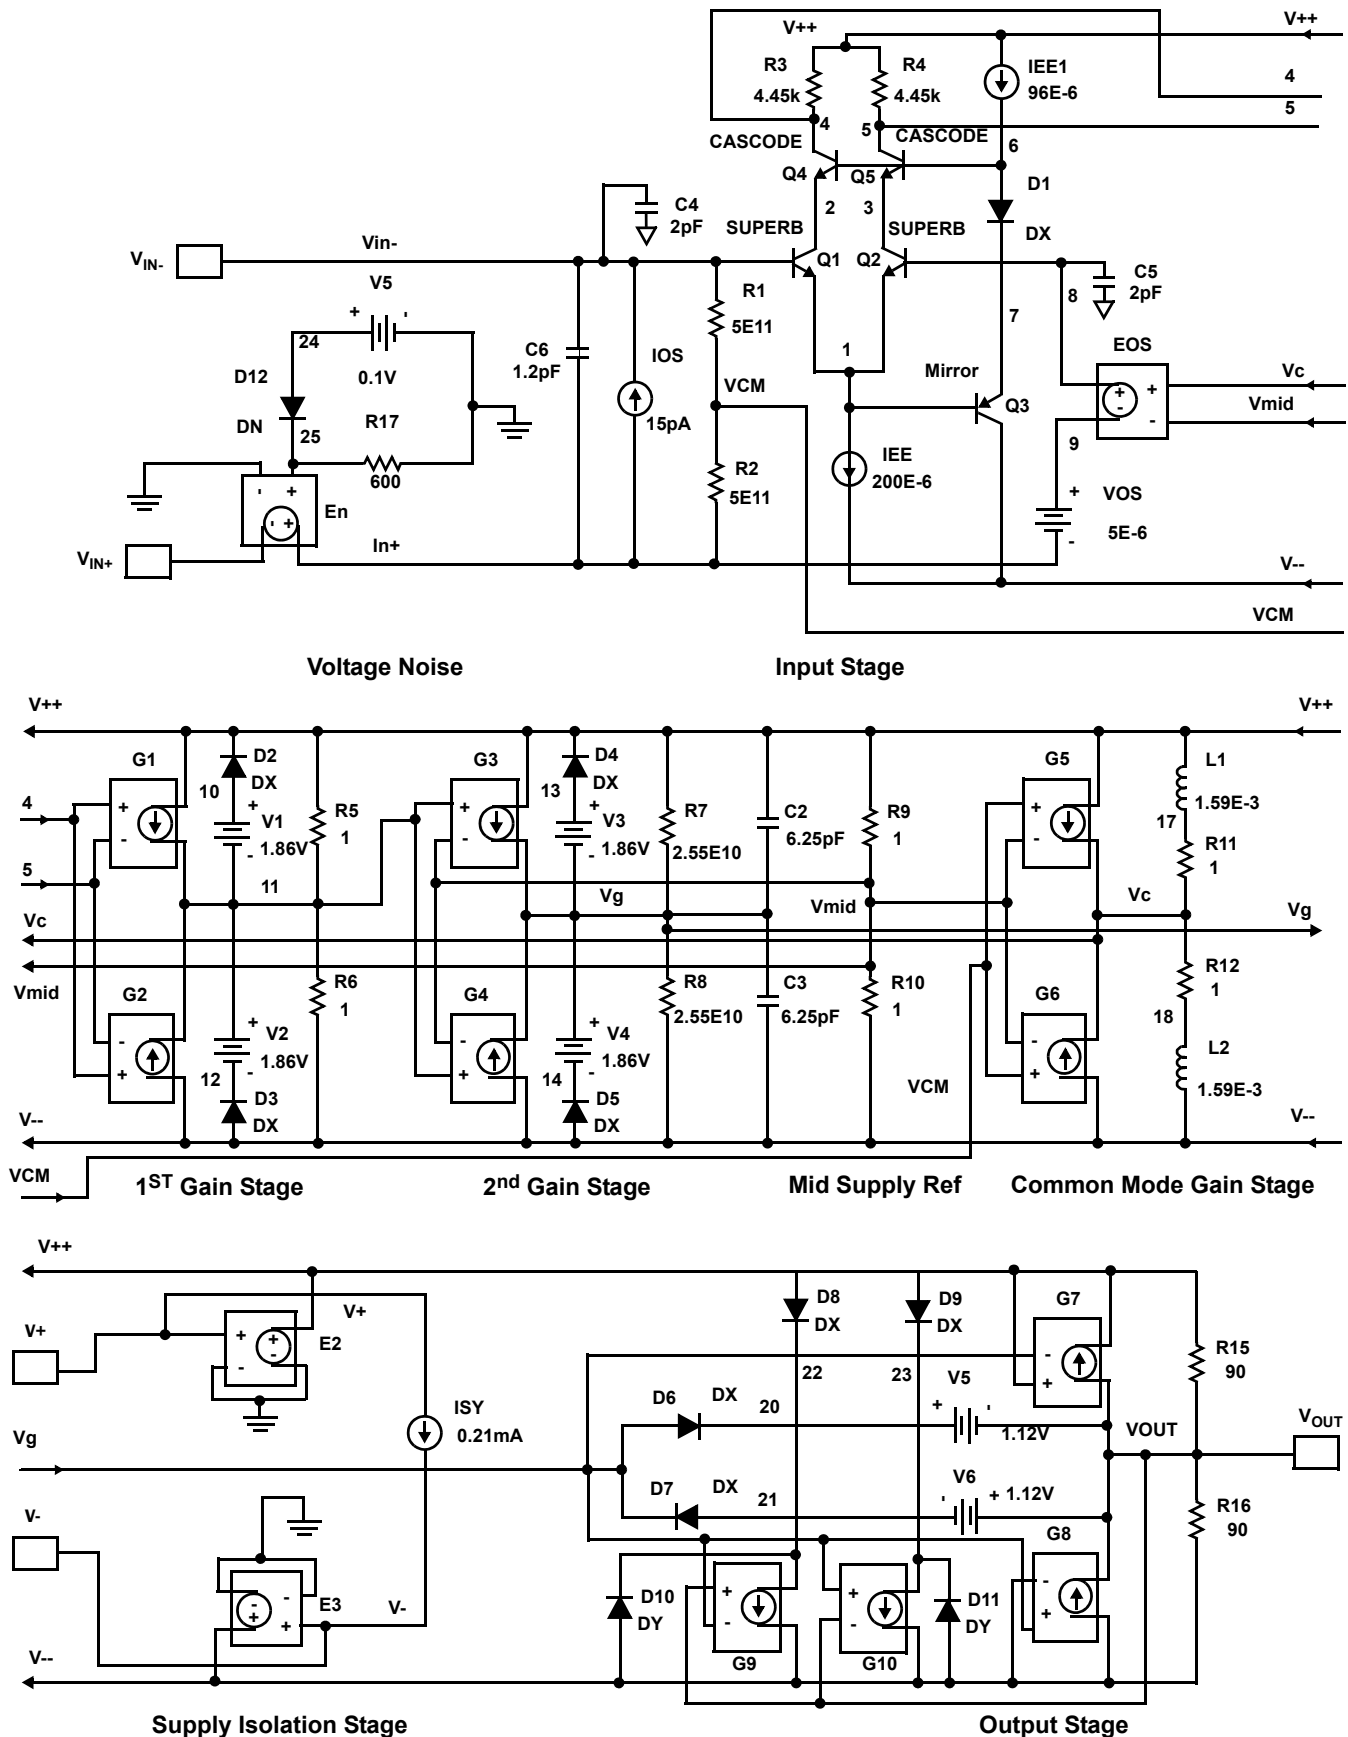 V++
V++
R3
4.45k
R4
4.45k
IEE1
96E-6
4
5
4
5
CASCODE
CASCODE
6
Q4
Q5
D1
DX
C4
2pF
2
3
SUPERB
SUPERB
VIN-
Vin-
Q1
Q2
C5
2pF
8
V5
+
-
24
0.1V
R1
5E11
7
1
EOS
D12
DN
C6
1.2pF
IOS
15pA
VCM
Mirror
Q3
+
-
+
-
Vc
Vmid
R17
600
25
9
IEE
200E-6
R2
5E11
VOS
+
-
5E-6
-
+
En
-
+
VIN+
In+
V--
VCM
Voltage Noise
Input Stage
V++
V++
G1
D2
DX
10
G3
D4
DX
13
G5
L1
1.59E-3
17
4
+
-
+
V1
1.86V
-
R5
1
+
-
+
V3
1.86V
-
R7
2.55E10
C2
6.25pF
R9
1
+
-
R11
1
5
11
Vc
Vg
Vmid
Vc
Vg
Vmid
G2
R6
1
G4
R8
2.55E10
C3
6.25pF
R10
1
G6
R12
1
18
-
+
+
V2
1.86V
-
12
-
+
+
V4
1.86V
-
14
-
+
L2
1.59E-3
VCM
D3
DX
D5
DX
V--
V--
VCM
1ST Gain Stage
2nd Gain Stage
Mid Supply Ref
Common Mode Gain Stage
V++
V+
V+
+
-
+
-
E2
D8
DX
D9
DX
G7
-
+
R15
90
22
23
ISY
0.21mA
D6
DX
20
V5
+
-
1.12V
VOUT
VOUT
Vg
D7
DX
21
V6
-
+ 1.12V
R16
90
V-
G8
-
+
-
+
E3
V-
D10
DY
+
-
G9
+
-
G10
D11
DY
-
+
V--
Supply Isolation Stage
Output Stage